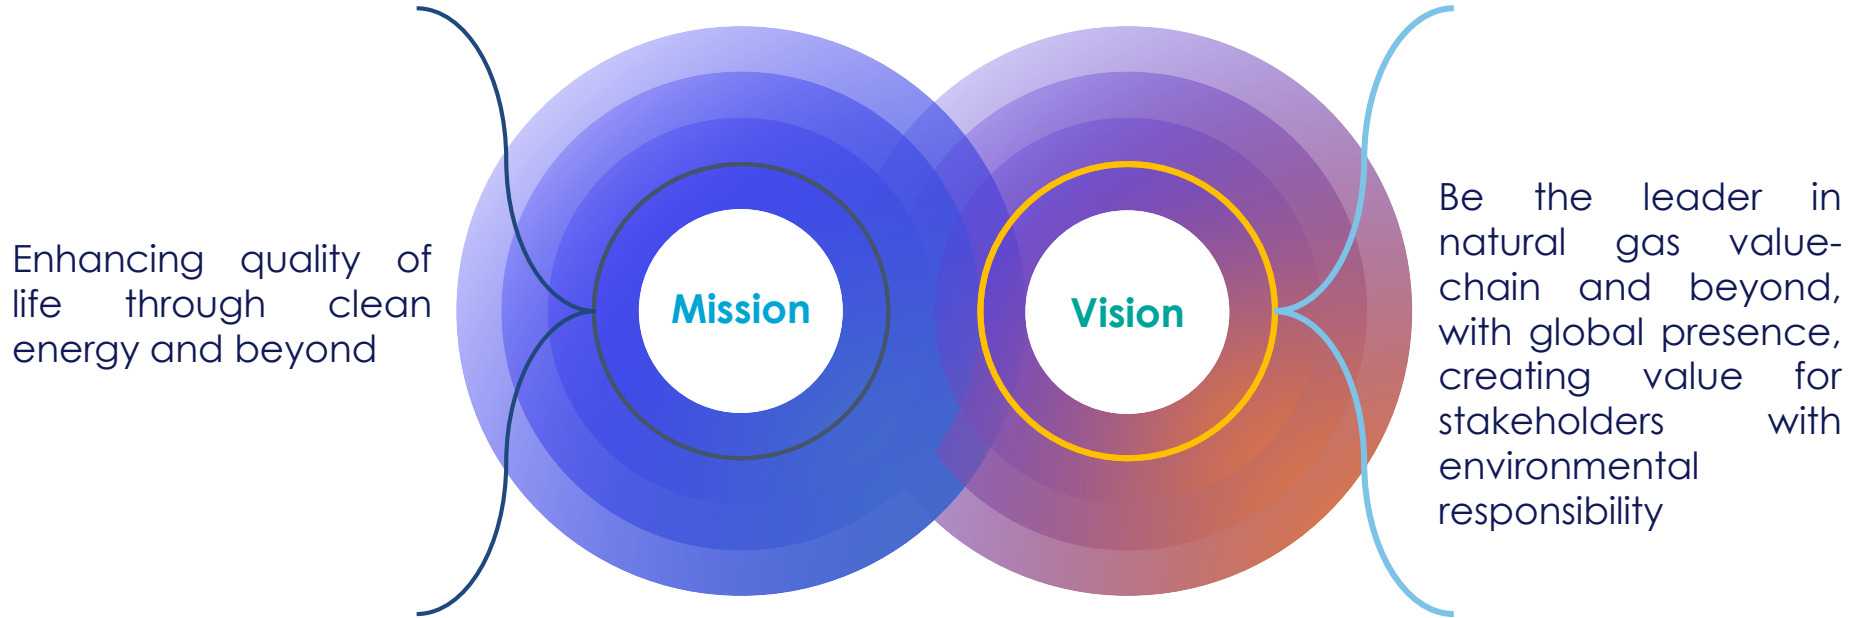 Enhancing quality of
life through clean
energy and beyond
Mission
Vision
Be the leader in
natural gas value-
chain and beyond,
with global presence,
creating value for
stakeholders with
environmental
responsibility